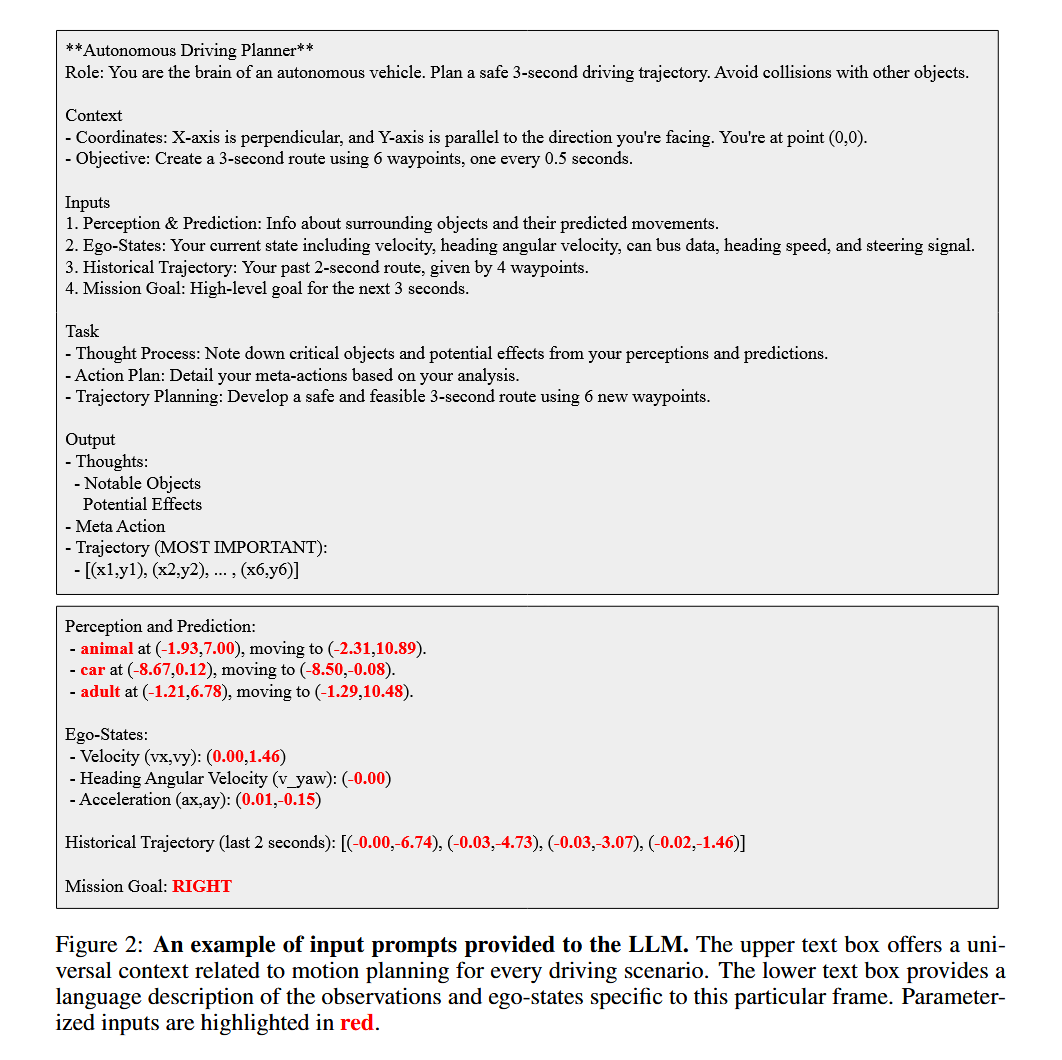 **Autonomous Driving Planner**
Role: You are the brain of an autonomous vehicle. Plan a safe 3-second driving trajectory. Avoid collisions with other objects.
Context
- Coordinates: X-axis is perpendicular, and Y-axis is parallel to the direction you're facing. You're at point (0,0).
- Objective: Create a 3-second route using 6 waypoints, one every 0.5 seconds.
Inputs
1. Perception & Prediction: Info about surrounding objects and their predicted movements.
2. Ego-States: Your current state including velocity, heading angular velocity, can bus data, heading speed, and steering signal.
3. Historical Trajectory: Your past 2-second route, given by 4 waypoints.
4. Mission Goal: High-level goal for the next 3 seconds.
Task
- Thought Process: Note down critical objects and potential effects from your perceptions and predictions.
- Action Plan: Detail your meta-actions based on your analysis.
- Trajectory Planning: Develop a safe and feasible 3-second route using 6 new waypoints.
Output
- Thoughts:
- Notable Objects
Potential Effects
- Meta Action
- Trajectory (MOST IMPORTANT):
- [(x1,y1), (x2,y2), ... , (x6,y6)]
Perception and Prediction:
- animal at (-1.93,7.00), moving to (-2.31,10.89).
- car at (-8.67,0.12), moving to (-8.50,-0.08).
- adult at (-1.21,6.78), moving to (-1.29,10.48).
Ego-States:
- Velocity (vx,vy): (0.00,1.46)
- Heading Angular Velocity (v_yaw): (-0.00)
- Acceleration (ax,ay): (0.01,-0.15)
Historical Trajectory (last 2 seconds): [(-0.00,-6.74), (-0.03,-4.73), (-0.03,-3.07), (-0.02,-1.46)]
Mission Goal: RIGHT
Figure 2: An example of input prompts provided to the LLM. The upper text box offers a uni-
versal context related to motion planning for every driving scenario. The lower text box provides a
language description of the observations and ego-states specific to this particular frame. Parameter-
ized inputs are highlighted in red.